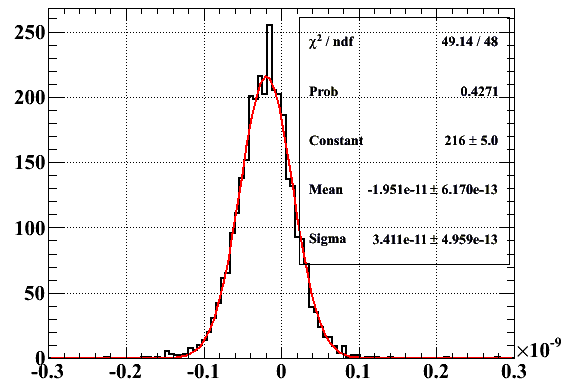 250
200
150
100
50
0
χ² / ndf 49.14 / 48
Prob 0.4271
Constant 216 ± 5.0
Mean -1.951e-11 ± 6.170e-13
Sigma 3.411e-11 ± 4.959e-13
-0.3 -0.2 -0.1 0 0.1 0.2 0.3
×10⁻⁹